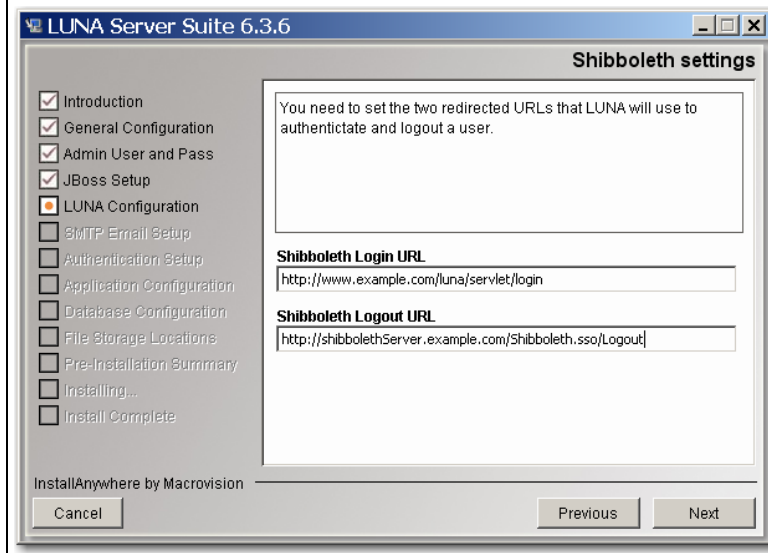 LUNA Server Suite 6.3.6
Shibboleth settings
Introduction
General Configuration
Admin User and Pass
JBoss Setup
LUNA Configuration
SMTP Email Setup
Authentication Setup
Application Configuration
Database Configuration
File Storage Locations
Pre-Installation Summary
Installing...
Install Complete
You need to set the two redirected URLs that LUNA will use to
authentictate and logout a user.
Shibboleth Login URL
http://www.example.com/luna/servlet/login
Shibboleth Logout URL
http://shibbolethServer.example.com/Shibboleth.sso/Logout
InstallAnywhere by Macrovision
Cancel
Previous
Next